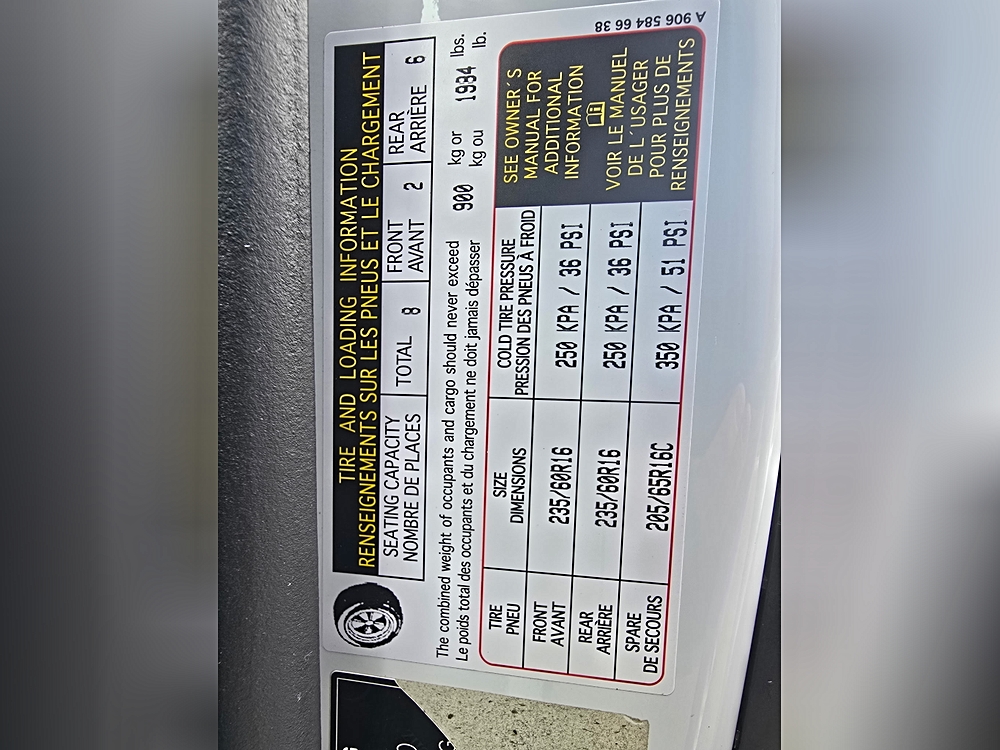 TIRE AND LOADING INFORMATION
RENSEIGNEMENTS SUR LES PNEUS ET LE CHARGEMENT
SEATING CAPACITY
NOMBRE DE PLACES
TOTAL 8
FRONT
AVANT 2
REAR
ARRIÈRE 6
The combined weight of occupants and cargo should never exceed 900 kg or 1984 lbs.
Le poids total des occupants et du chargement ne doit jamais dépasser kg ou lb.
TIRE
PNEU
SIZE
DIMENSIONS
COLD TIRE PRESSURE
PRESSION DES PNEUS À FROID
FRONT
AVANT
235/60R16
250 KPA / 36 PSI
REAR
ARRIÈRE
235/60R16
250 KPA / 36 PSI
SPARE
DE SECOURS
205/65R16C
350 KPA / 51 PSI
SEE OWNER´S
MANUAL FOR
ADDITIONAL
INFORMATION
VOIR LE MANUEL
DE L´USAGER
POUR PLUS DE
RENSEIGNEMENTS
A 906 584 66 38